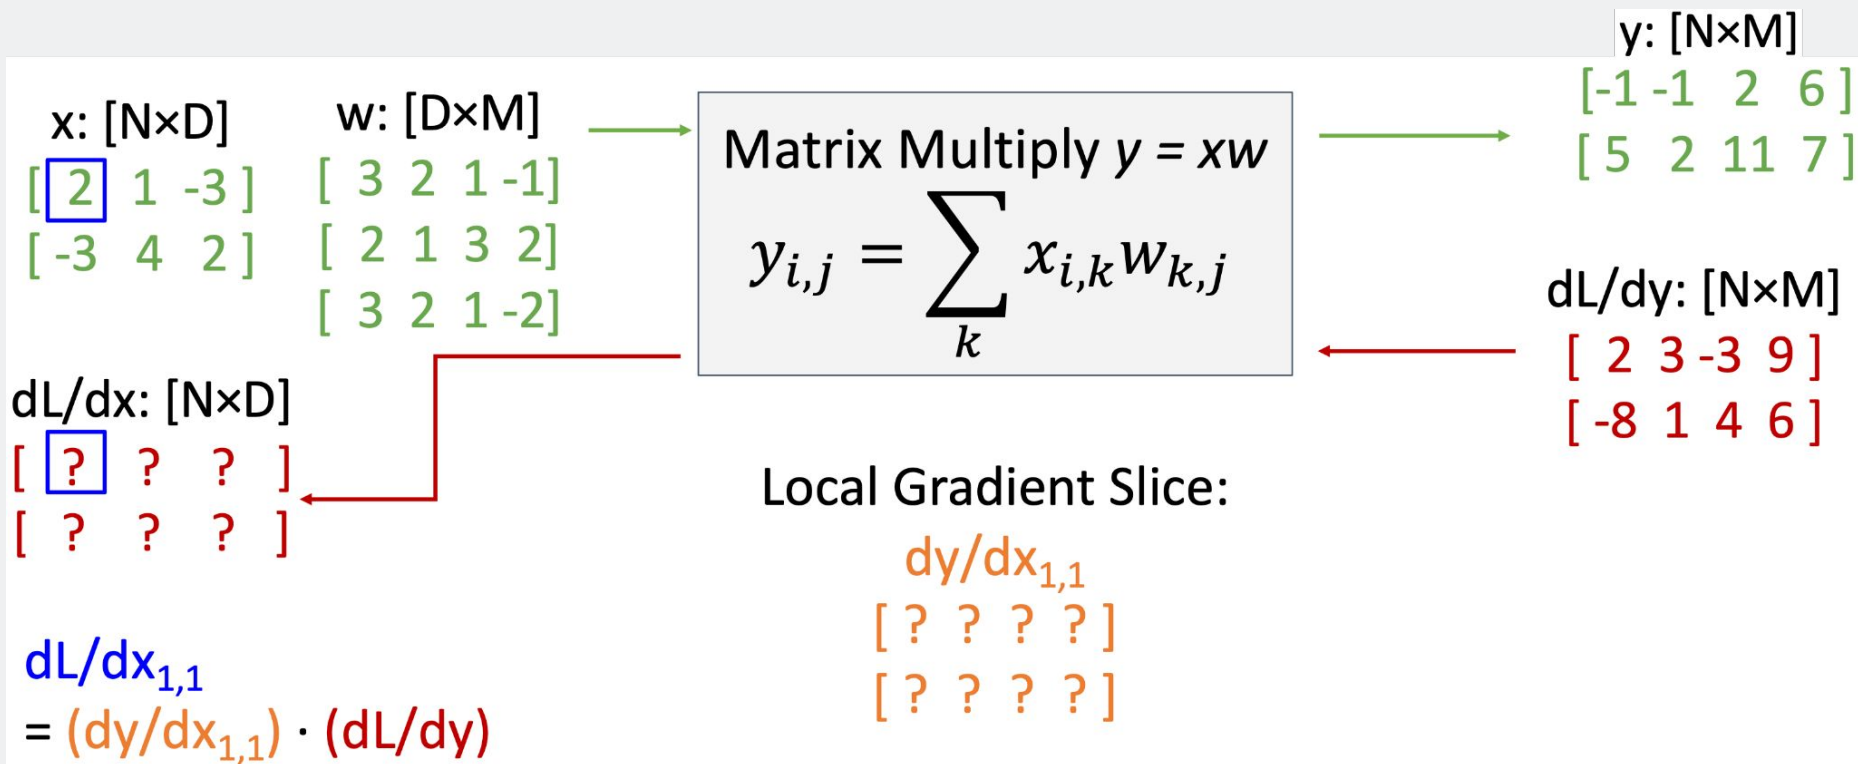 x: [N×D]
[ 2 1 -3 ]
[ -3 4 2 ]
w: [D×M]
[ 3 2 1 -1]
[ 2 1 3 2]
[ 3 2 1 -2]
Matrix Multiply y = xw
y_{i,j} = ∑_k x_{i,k}w_{k,j}
y: [N×M]
[-1 -1 2 6 ]
[ 5 2 11 7 ]
dL/dy: [N×M]
[ 2 3 -3 9 ]
[ -8 1 4 6 ]
dL/dx: [N×D]
[ ? ? ? ]
[ ? ? ? ]
Local Gradient Slice:
dy/dx_{1,1}
[ ? ? ? ? ]
[ ? ? ? ? ]
dL/dx_{1,1}
= (dy/dx_{1,1}) · (dL/dy)